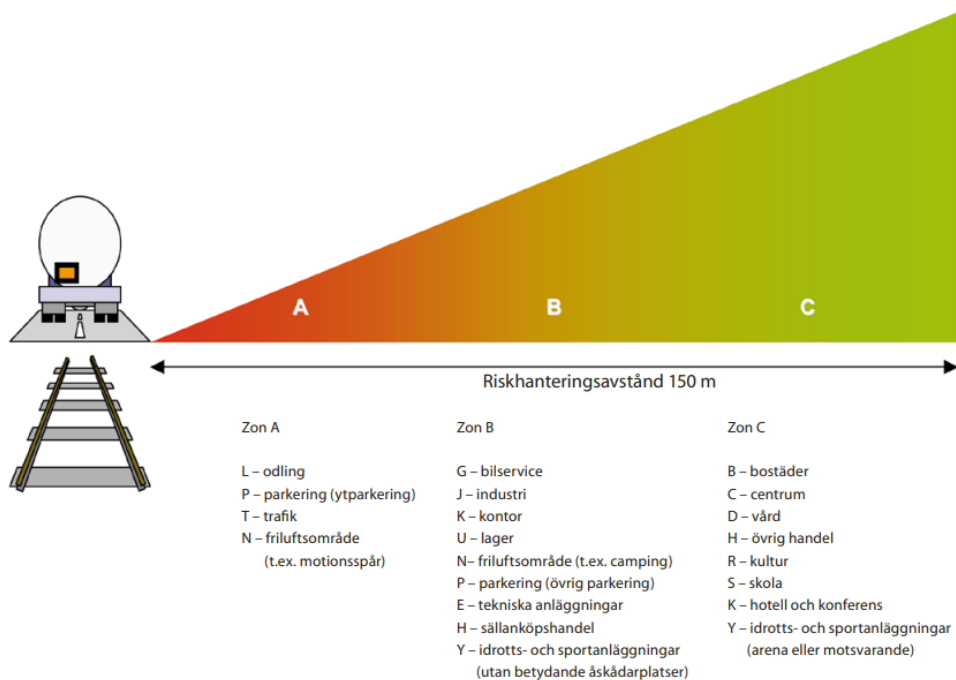 A
B
C
Riskhanteringsavstånd 150 m
Zon A
L – odling
P – parkering (ytparkering)
T – trafik
N – friluftsområde
(t.ex. motionsspår)
Zon B
G – bilservice
J – industri
K – kontor
U – lager
N– friluftsområde (t.ex. camping)
P – parkering (övrig parkering)
E – tekniska anläggningar
H – sällanköpshandel
Y – idrotts- och sportanläggningar
(utan betydande åskådarplatser)
Zon C
B – bostäder
C – centrum
D – vård
H – övrig handel
R – kultur
S – skola
K – hotell och konferens
Y – idrotts- och sportanläggningar
(arena eller motsvarande)